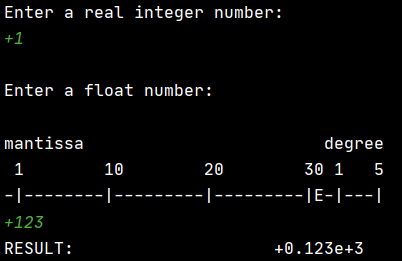 Enter a real integer number:
+1
Enter a float number:
mantissa                        degree
 1        10        20        30 1   5
-|--------|---------|---------|E-|---|
+123
RESULT:                    +0.123e+3